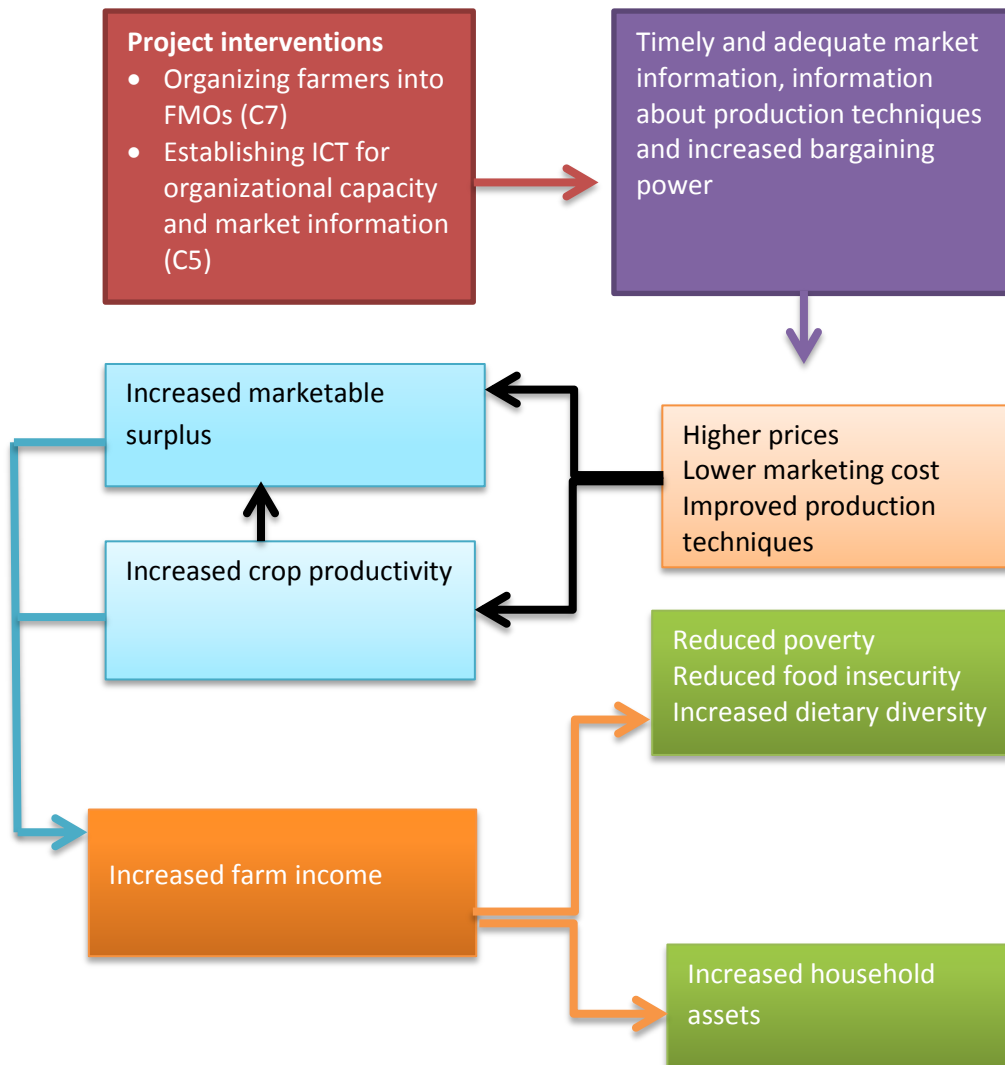 Project interventions
• Organizing farmers into
FMOs (C7)
• Establishing ICT for
organizational capacity
and market information
(C5)
Timely and adequate market
information, information
about production techniques
and increased bargaining
power
Increased marketable
surplus
Higher prices
Lower marketing cost
Improved production
techniques
Increased crop productivity
Reduced poverty
Reduced food insecurity
Increased dietary diversity
Increased farm income
Increased household
assets